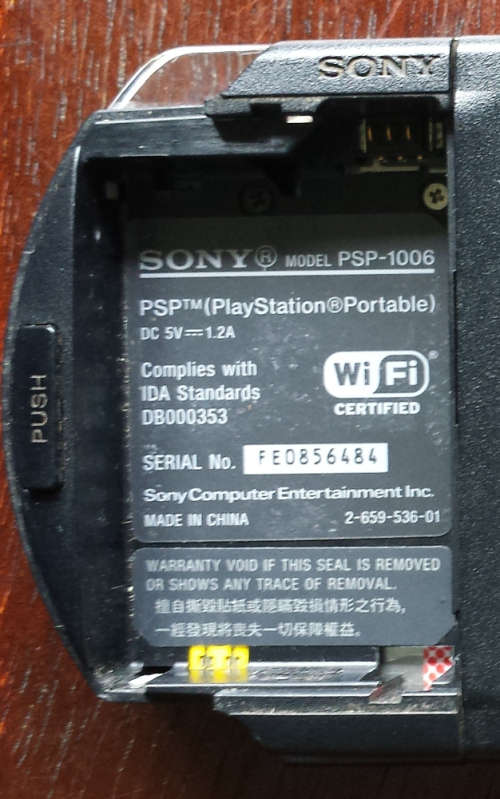 SONY
SONY® MODEL PSP-1006
PSP™(PlayStation®Portable)
DC 5V⎓1.2A
Complies with
IDA Standards
DB000353
Wi Fi®
CERTIFIED
PUSH
SERIAL No. FE0856484
Sony Computer Entertainment Inc.
MADE IN CHINA 2-659-536-01
WARRANTY VOID IF THIS SEAL IS REMOVED
OR SHOWS ANY TRACE OF REMOVAL.
擅自撕毀貼紙或隱瞞毀損情形之行為,
一經發現將喪失一切保障權益。